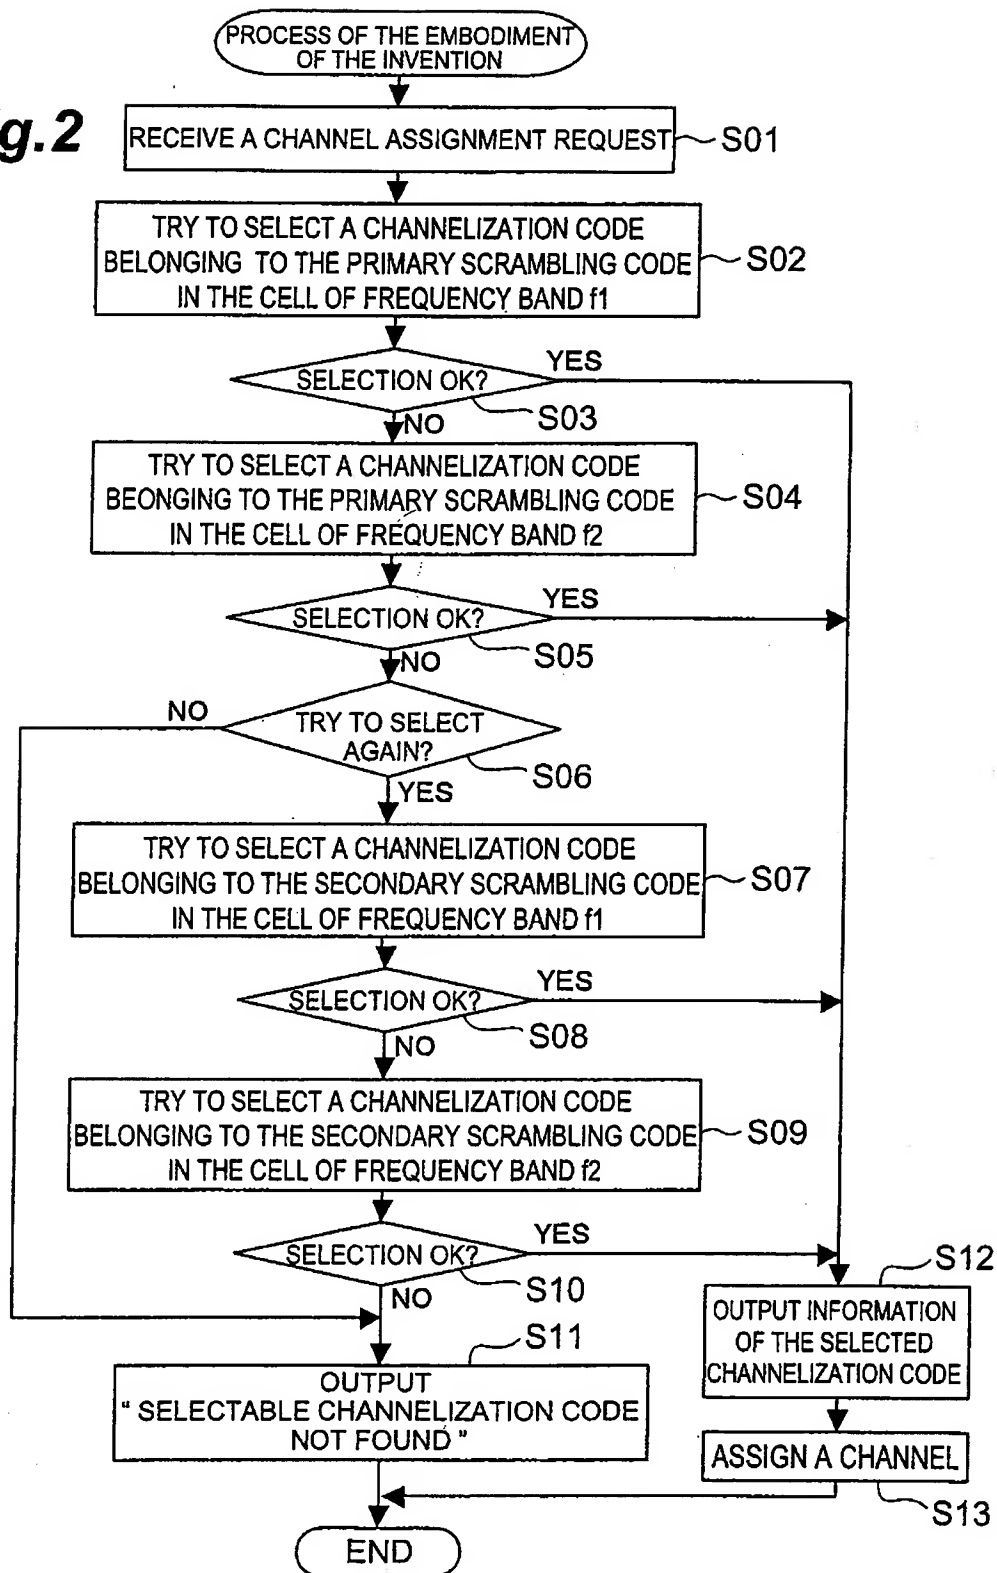 PROCESS OF THE EMBODIMENT
OF THE INVENTION
g.2
RECEIVE A CHANNEL ASSIGNMENT REQUEST
S01
TRY TO SELECT A CHANNELIZATION CODE
BELONGING TO THE PRIMARY SCRAMBLING CODE
IN THE CELL OF FREQUENCY BAND f1
S02
SELECTION OK?
YES
S03
NO
TRY TO SELECT A CHANNELIZATION CODE
BEONGING TO THE PRIMARY SCRAMBLING CODE
IN THE CELL OF FREQUENCY BAND f2
S04
SELECTION OK?
YES
S05
NO
NO
TRY TO SELECT
AGAIN?
S06
YES
TRY TO SELECT A CHANNELIZATION CODE
BELONGING TO THE SECONDARY SCRAMBLING CODE
IN THE CELL OF FREQUENCY BAND f1
S07
SELECTION OK?
YES
S08
NO
TRY TO SELECT A CHANNELIZATION CODE
BELONGING TO THE SECONDARY SCRAMBLING CODE
IN THE CELL OF FREQUENCY BAND f2
S09
SELECTION OK?
YES
S10
NO
S11
OUTPUT
" SELECTABLE CHANNELIZATION CODE
NOT FOUND "
S12
OUTPUT INFORMATION
OF THE SELECTED
CHANNELIZATION CODE
ASSIGN A CHANNEL
S13
END